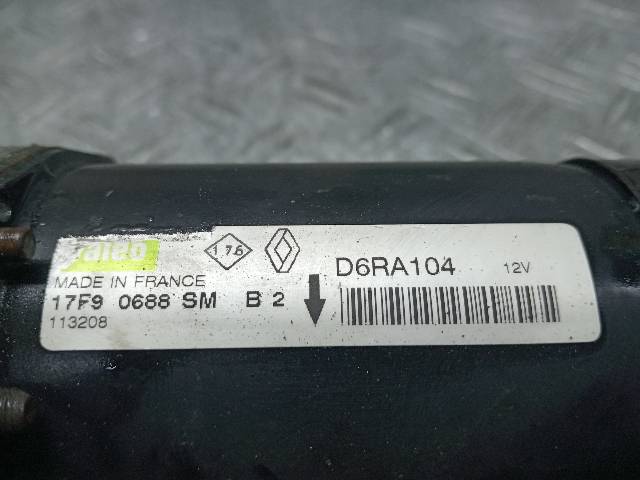 Valeo
176
D6RA104 12V
MADE IN FRANCE
17F9 0688 SM B 2
113208